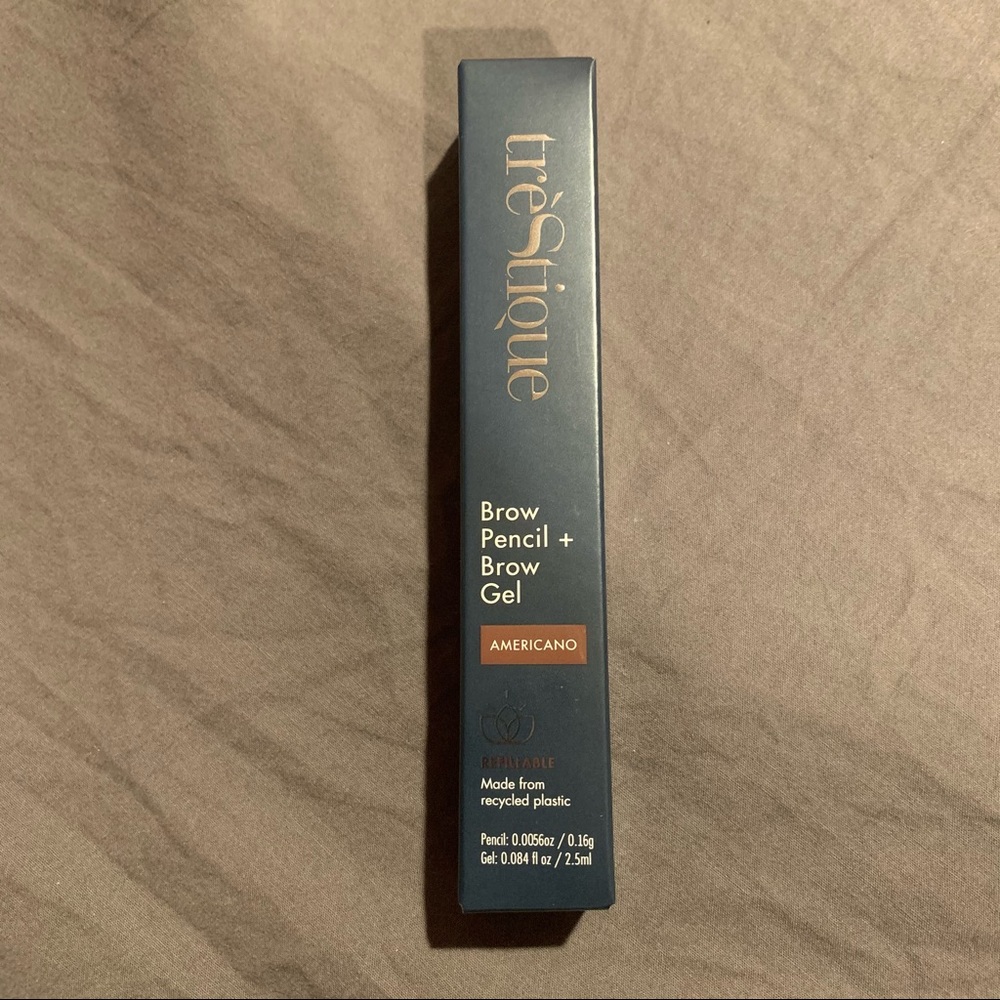 trèStique
Brow
Pencil +
Brow
Gel
AMERICANO
REFILLABLE
Made from
recycled plastic
Pencil: 0.0056oz / 0.16g
Gel: 0.084 fl oz / 2.5ml